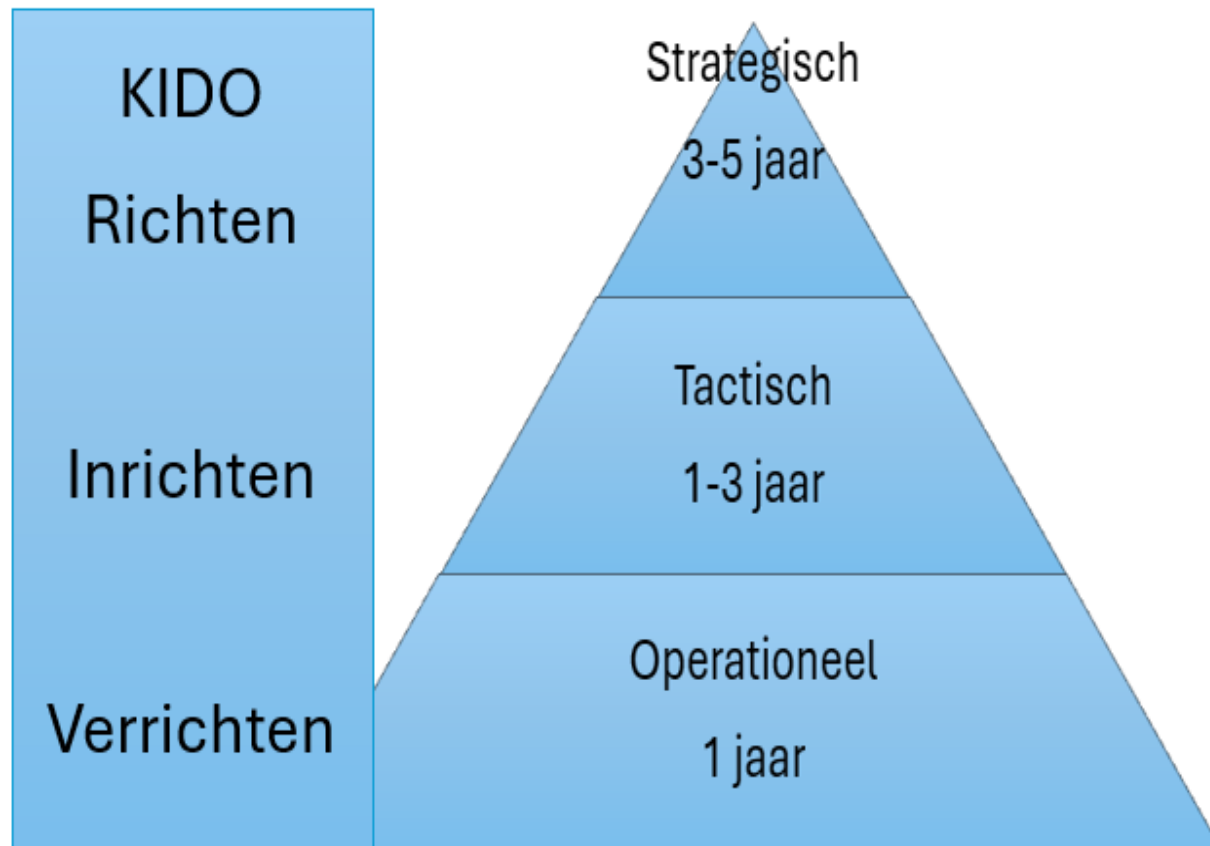 KIDO
Richten
Inrichten
Verrichten
Strategisch
3-5 jaar
Tactisch
1-3 jaar
Operationeel
1 jaar